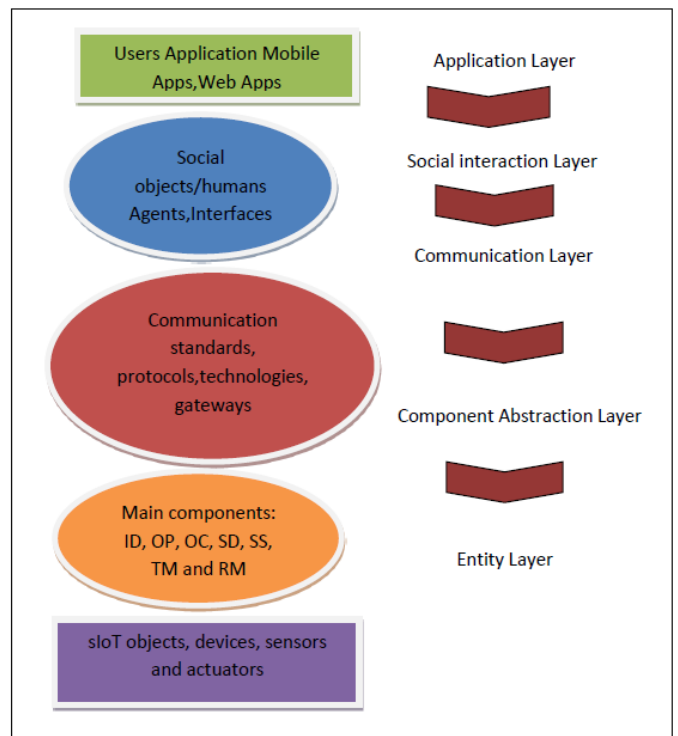 Users Application Mobile
Apps,Web Apps
Application Layer
Social
objects/humans
Agents,Interfaces
Social interaction Layer
Communication Layer
Communication
standards,
protocols,technologies,
gateways
Component Abstraction Layer
Main components:
ID, OP, OC, SD, SS,
TM and RM
Entity Layer
sIoT objects, devices, sensors
and actuators